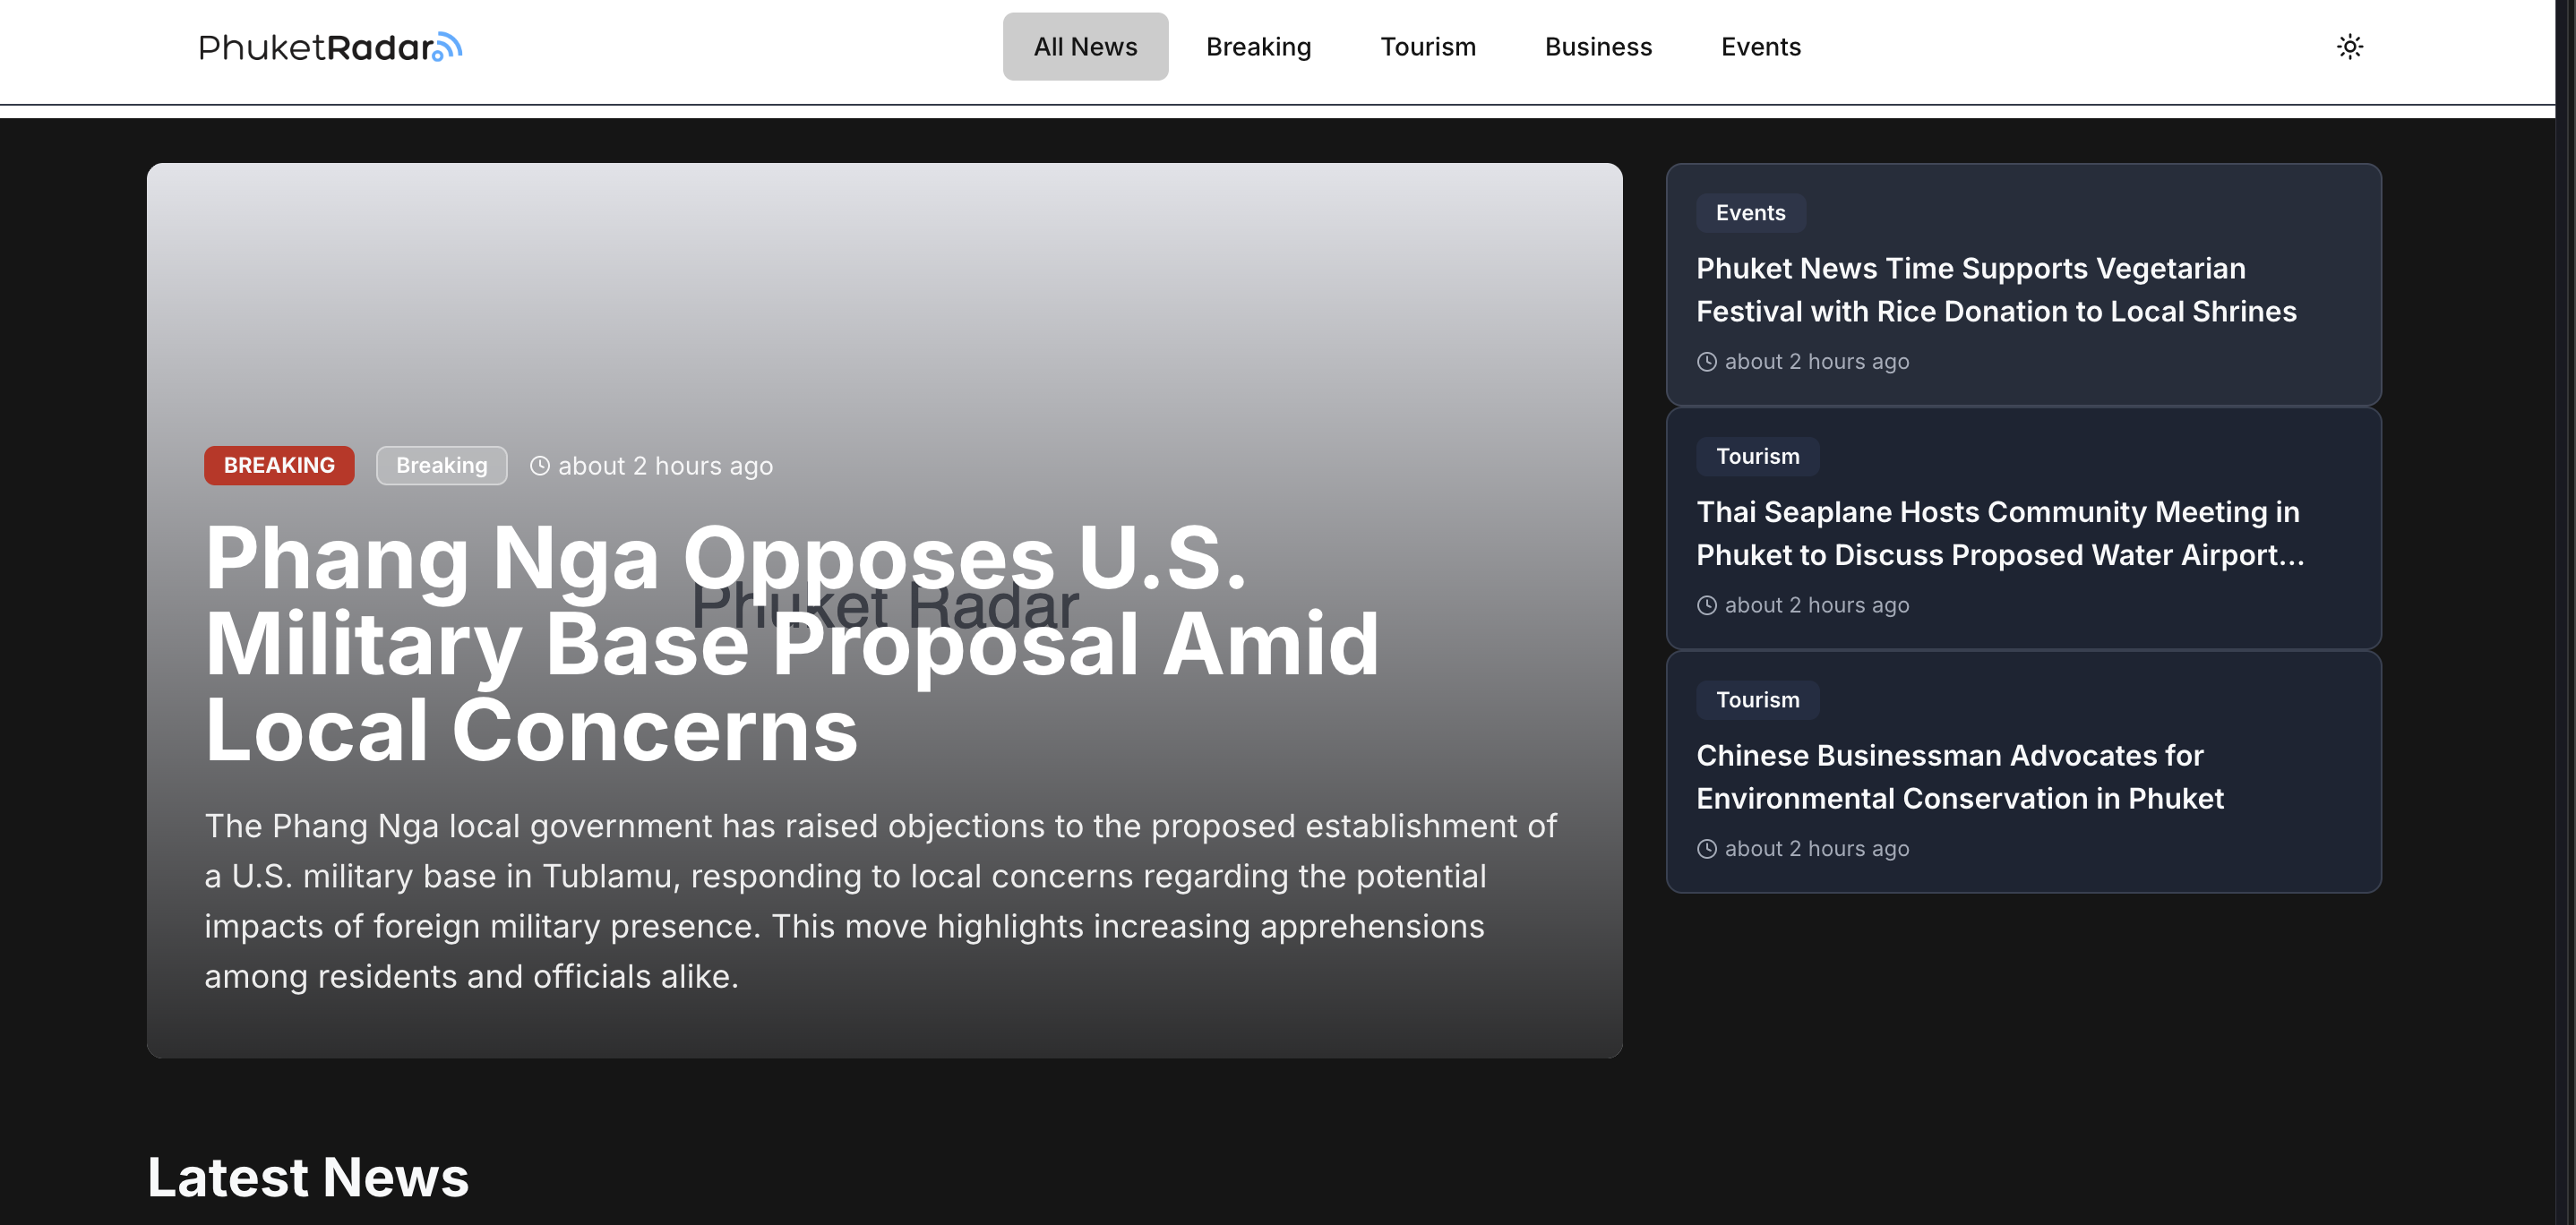 PhuketRadar
All News
Breaking
Tourism
Business
Events
BREAKING
Breaking
about 2 hours ago
Phang Nga Opposes U.S.
Phuket Radar
Military Base Proposal Amid
Local Concerns
The Phang Nga local government has raised objections to the proposed establishment of
a U.S. military base in Tublamu, responding to local concerns regarding the potential
impacts of foreign military presence. This move highlights increasing apprehensions
among residents and officials alike.
Events
Phuket News Time Supports Vegetarian
Festival with Rice Donation to Local Shrines
about 2 hours ago
Tourism
Thai Seaplane Hosts Community Meeting in
Phuket to Discuss Proposed Water Airport...
about 2 hours ago
Tourism
Chinese Businessman Advocates for
Environmental Conservation in Phuket
about 2 hours ago
Latest News